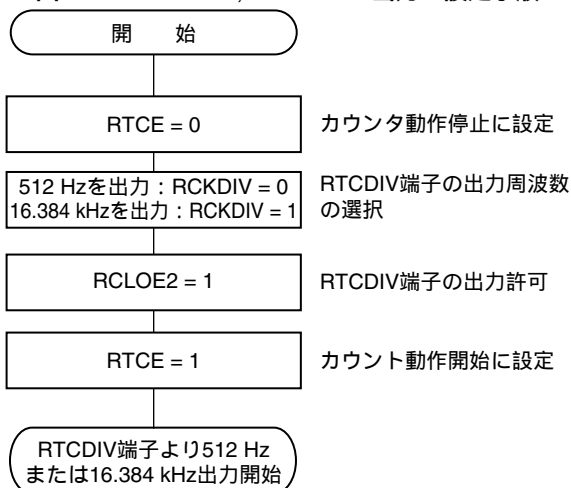 開　始
RTCE = 0
カウンタ動作停止に設定
512 Hzを出力：RCKDIV = 0
16.384 kHzを出力：RCKDIV = 1
RTCDIV端子の出力周波数
の選択
RCLOE2 = 1
RTCDIV端子の出力許可
RTCE = 1
カウント動作開始に設定
RTCDIV端子より512 Hz
または16.384 kHz出力開始